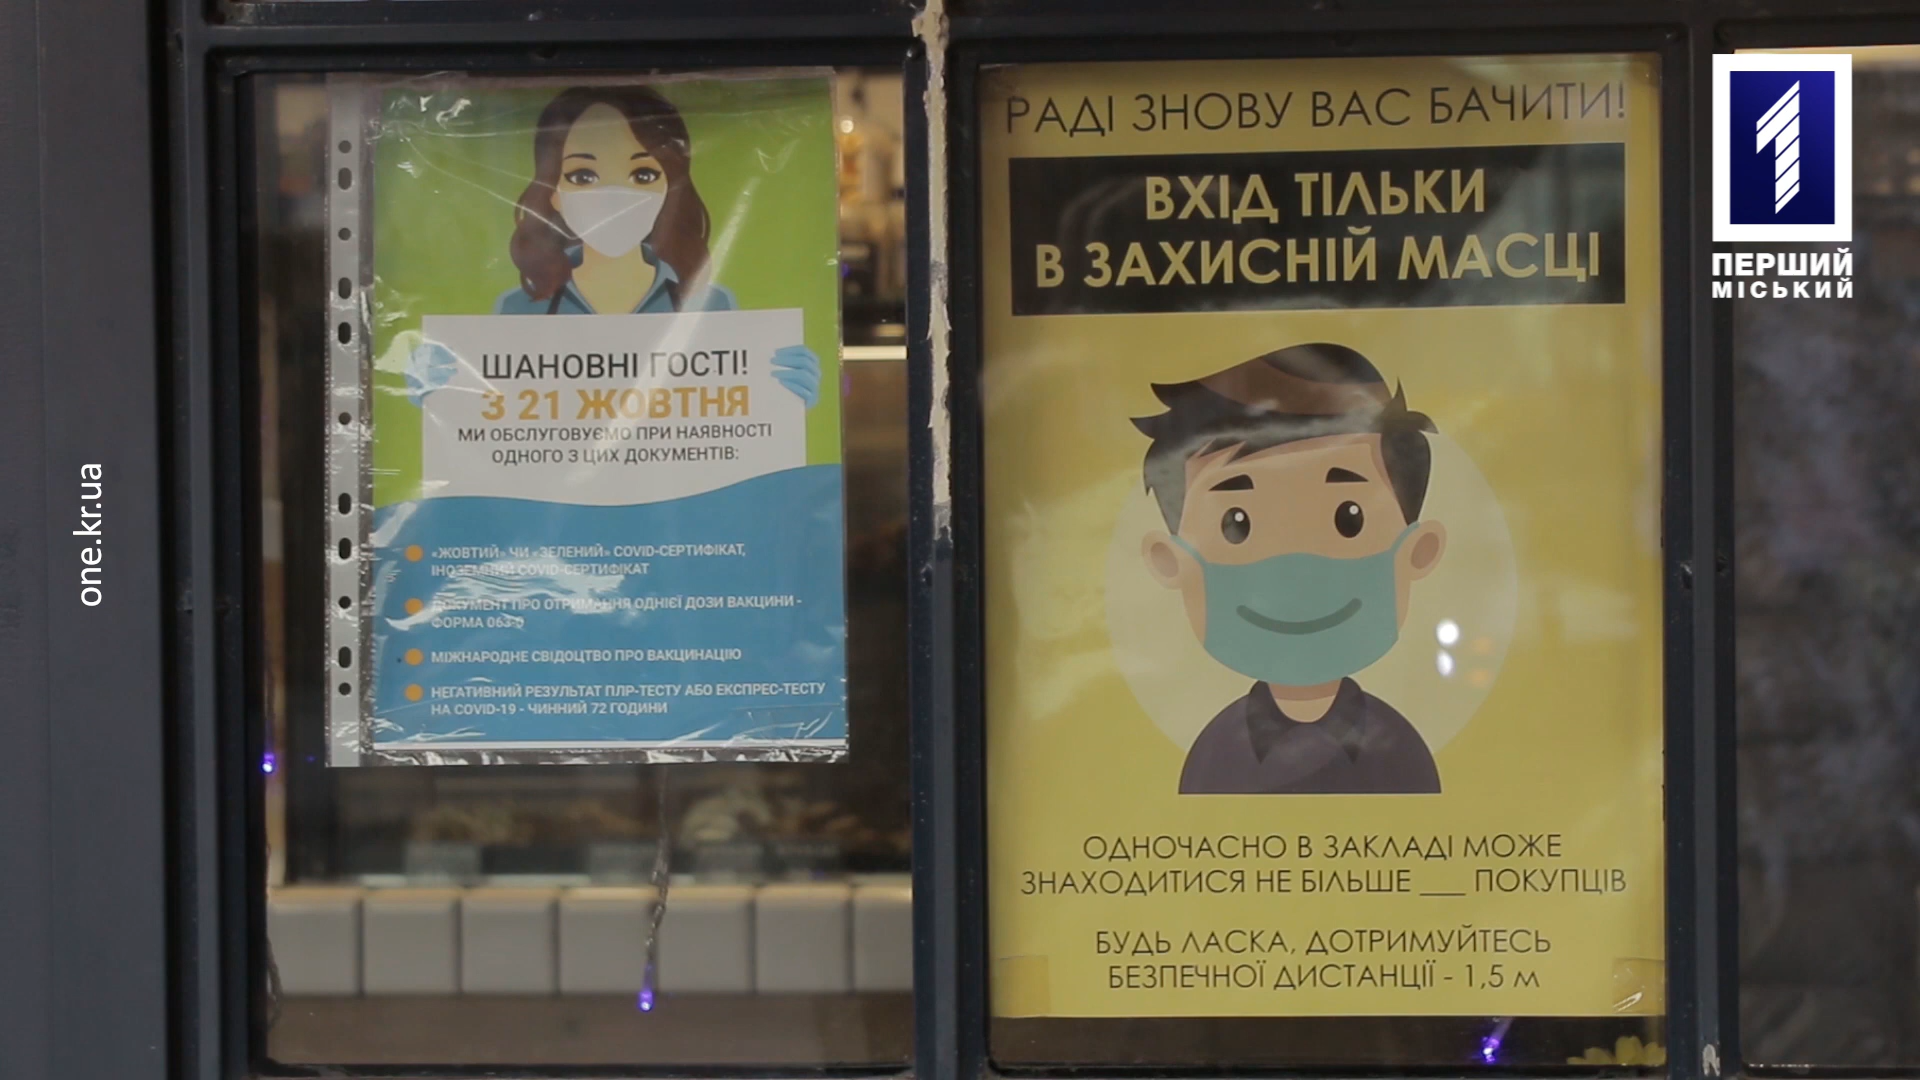 ШАНОВНІ ГОСТІ!
З 21 ЖОВТНЯ
МИ ОБСЛУГОВУЄМО ПРИ НАЯВНОСТІ
ОДНОГО З ЦИХ ДОКУМЕНТІВ:
«ЖОВТИЙ» ЧИ «ЗЕЛЕНИЙ» COVID-СЕРТИФІКАТ,
ІНОЗЕМНИЙ COVID-СЕРТИФІКАТ
ДОКУМЕНТ ПРО ОТРИМАННЯ ОДНІЄЇ ДОЗИ ВАКЦИНИ -
ФОРМА
МІЖНАРОДНЕ СВІДОЦТВО ПРО ВАКЦИНАЦІЮ
НЕГАТИВНИЙ РЕЗУЛЬТАТ ПЛР-ТЕСТУ АБО ЕКСПРЕС-ТЕСТУ
НА COVID-19 - ЧИННИЙ 72 ГОДИНИ
РАДІ ЗНОВУ ВАС БАЧИТИ!
ВХІД ТІЛЬКИ
В ЗАХИСНІЙ МАСЦІ
ОДНОЧАСНО В ЗАКЛАДІ МОЖЕ
ЗНАХОДИТИСЯ НЕ БІЛЬШЕ ___ ПОКУПЦІВ
БУДЬ ЛАСКА, ДОТРИМУЙТЕСЬ
БЕЗПЕЧНОЇ ДИСТАНЦІЇ - 1,5 м
1
ПЕРШИЙ
МІСЬКИЙ
one.kr.ua